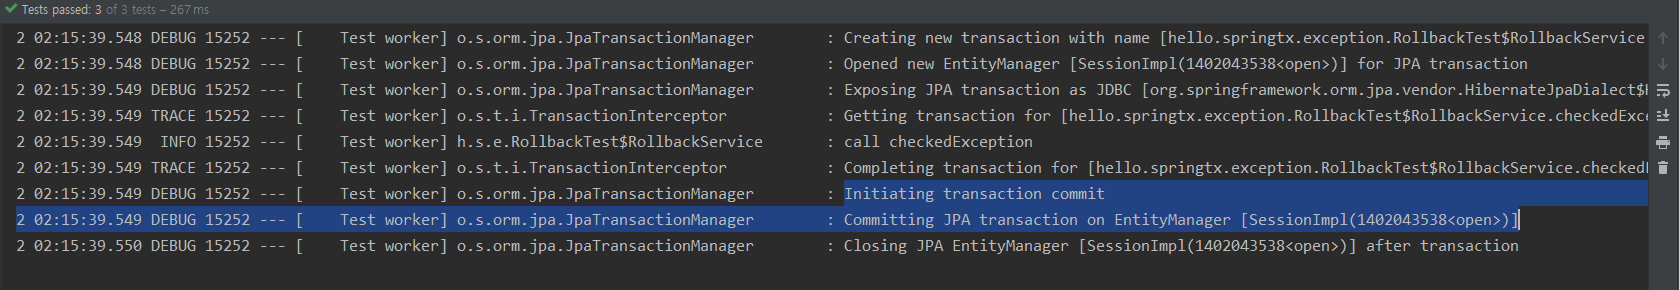 Tests passed: 3 of 3 tests – 267 ms
2 02:15:39.548 DEBUG 15252 --- [    Test worker] o.s.orm.jpa.JpaTransactionManager        : Creating new transaction with name [hello.springtx.exception.RollbackTest$RollbackService
2 02:15:39.548 DEBUG 15252 --- [    Test worker] o.s.orm.jpa.JpaTransactionManager        : Opened new EntityManager [SessionImpl(1402043538<open>)] for JPA transaction
2 02:15:39.549 DEBUG 15252 --- [    Test worker] o.s.orm.jpa.JpaTransactionManager        : Exposing JPA transaction as JDBC [org.springframework.orm.jpa.vendor.HibernateJpaDialect$
2 02:15:39.549 TRACE 15252 --- [    Test worker] o.s.t.i.TransactionInterceptor           : Getting transaction for [hello.springtx.exception.RollbackTest$RollbackService.checkedExce
2 02:15:39.549  INFO 15252 --- [    Test worker] h.s.e.RollbackTest$RollbackService       : call checkedException
2 02:15:39.549 TRACE 15252 --- [    Test worker] o.s.t.i.TransactionInterceptor           : Completing transaction for [hello.springtx.exception.RollbackTest$RollbackService.checked
2 02:15:39.549 DEBUG 15252 --- [    Test worker] o.s.orm.jpa.JpaTransactionManager        : Initiating transaction commit
2 02:15:39.549 DEBUG 15252 --- [    Test worker] o.s.orm.jpa.JpaTransactionManager        : Committing JPA transaction on EntityManager [SessionImpl(1402043538<open>)]
2 02:15:39.550 DEBUG 15252 --- [    Test worker] o.s.orm.jpa.JpaTransactionManager        : Closing JPA EntityManager [SessionImpl(1402043538<open>)] after transaction